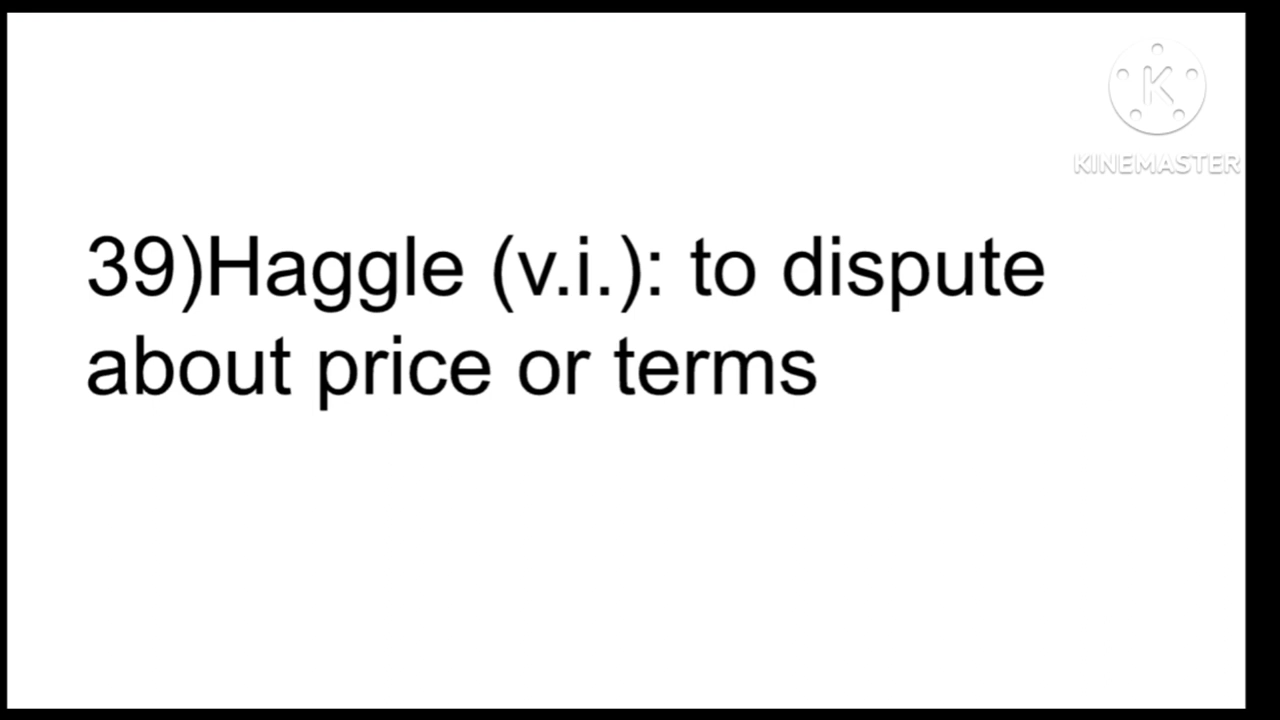 K
KINEMASTER
39)Haggle (v.i.): to dispute
about price or terms